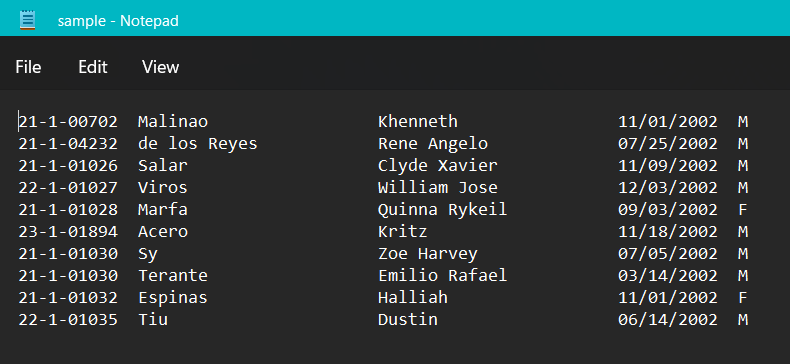 sample - Notepad
File Edit View
21-1-00702 Malinao Khenneth 11/01/2002 M
21-1-04232 de los Reyes Rene Angelo 07/25/2002 M
21-1-01026 Salar Clyde Xavier 11/09/2002 M
22-1-01027 Viros William Jose 12/03/2002 M
21-1-01028 Marfa Quinna Rykeil 09/03/2002 F
23-1-01894 Acero Kritz 11/18/2002 M
21-1-01030 Sy Zoe Harvey 07/05/2002 M
21-1-01030 Terante Emilio Rafael 03/14/2002 M
21-1-01032 Espinas Halliah 11/01/2002 F
22-1-01035 Tiu Dustin 06/14/2002 M